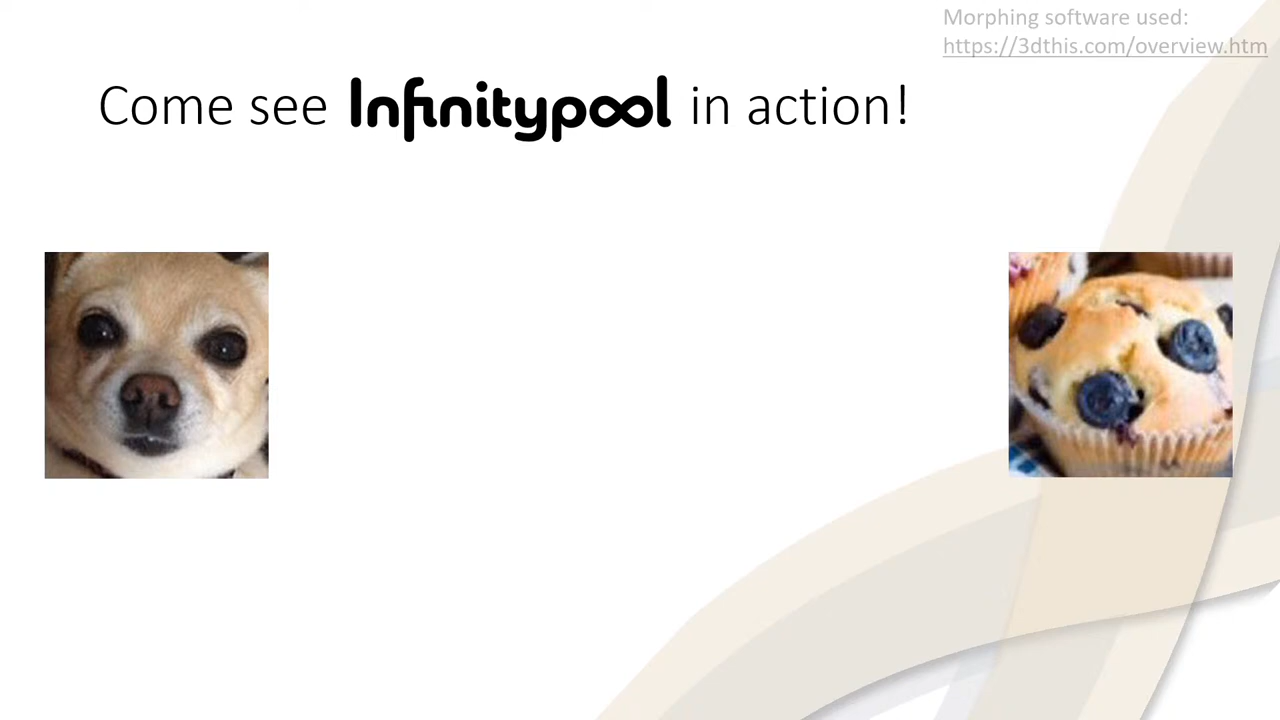 Morphing software used:
https://3dthis.com/overview.htm
Come see Infinitypool in action!